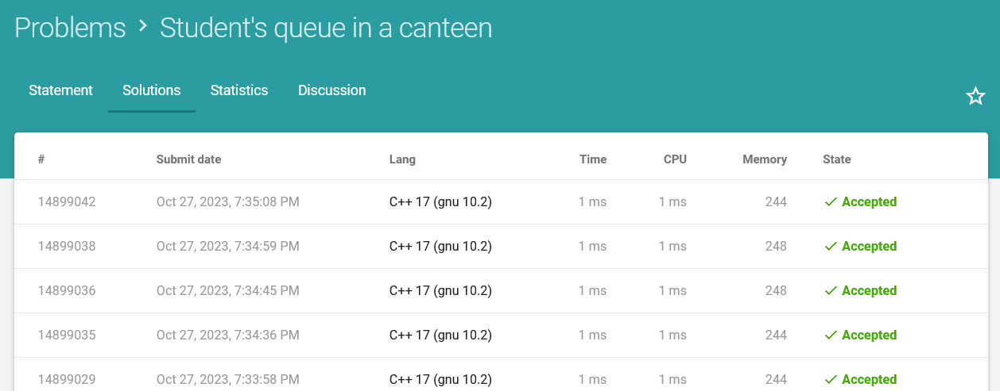 Problems > Student's queue in a canteen
Statement Solutions Statistics Discussion
# Submit date Lang Time CPU Memory State
14899042 Oct 27, 2023, 7:35:08 PM C++ 17 (gnu 10.2) 1 ms 1 ms 244 Accepted
14899038 Oct 27, 2023, 7:34:59 PM C++ 17 (gnu 10.2) 1 ms 1 ms 248 Accepted
14899036 Oct 27, 2023, 7:34:45 PM C++ 17 (gnu 10.2) 1 ms 1 ms 248 Accepted
14899035 Oct 27, 2023, 7:34:36 PM C++ 17 (gnu 10.2) 1 ms 1 ms 244 Accepted
14899029 Oct 27, 2023, 7:33:58 PM C++ 17 (gnu 10.2) 1 ms 1 ms 244 Accepted